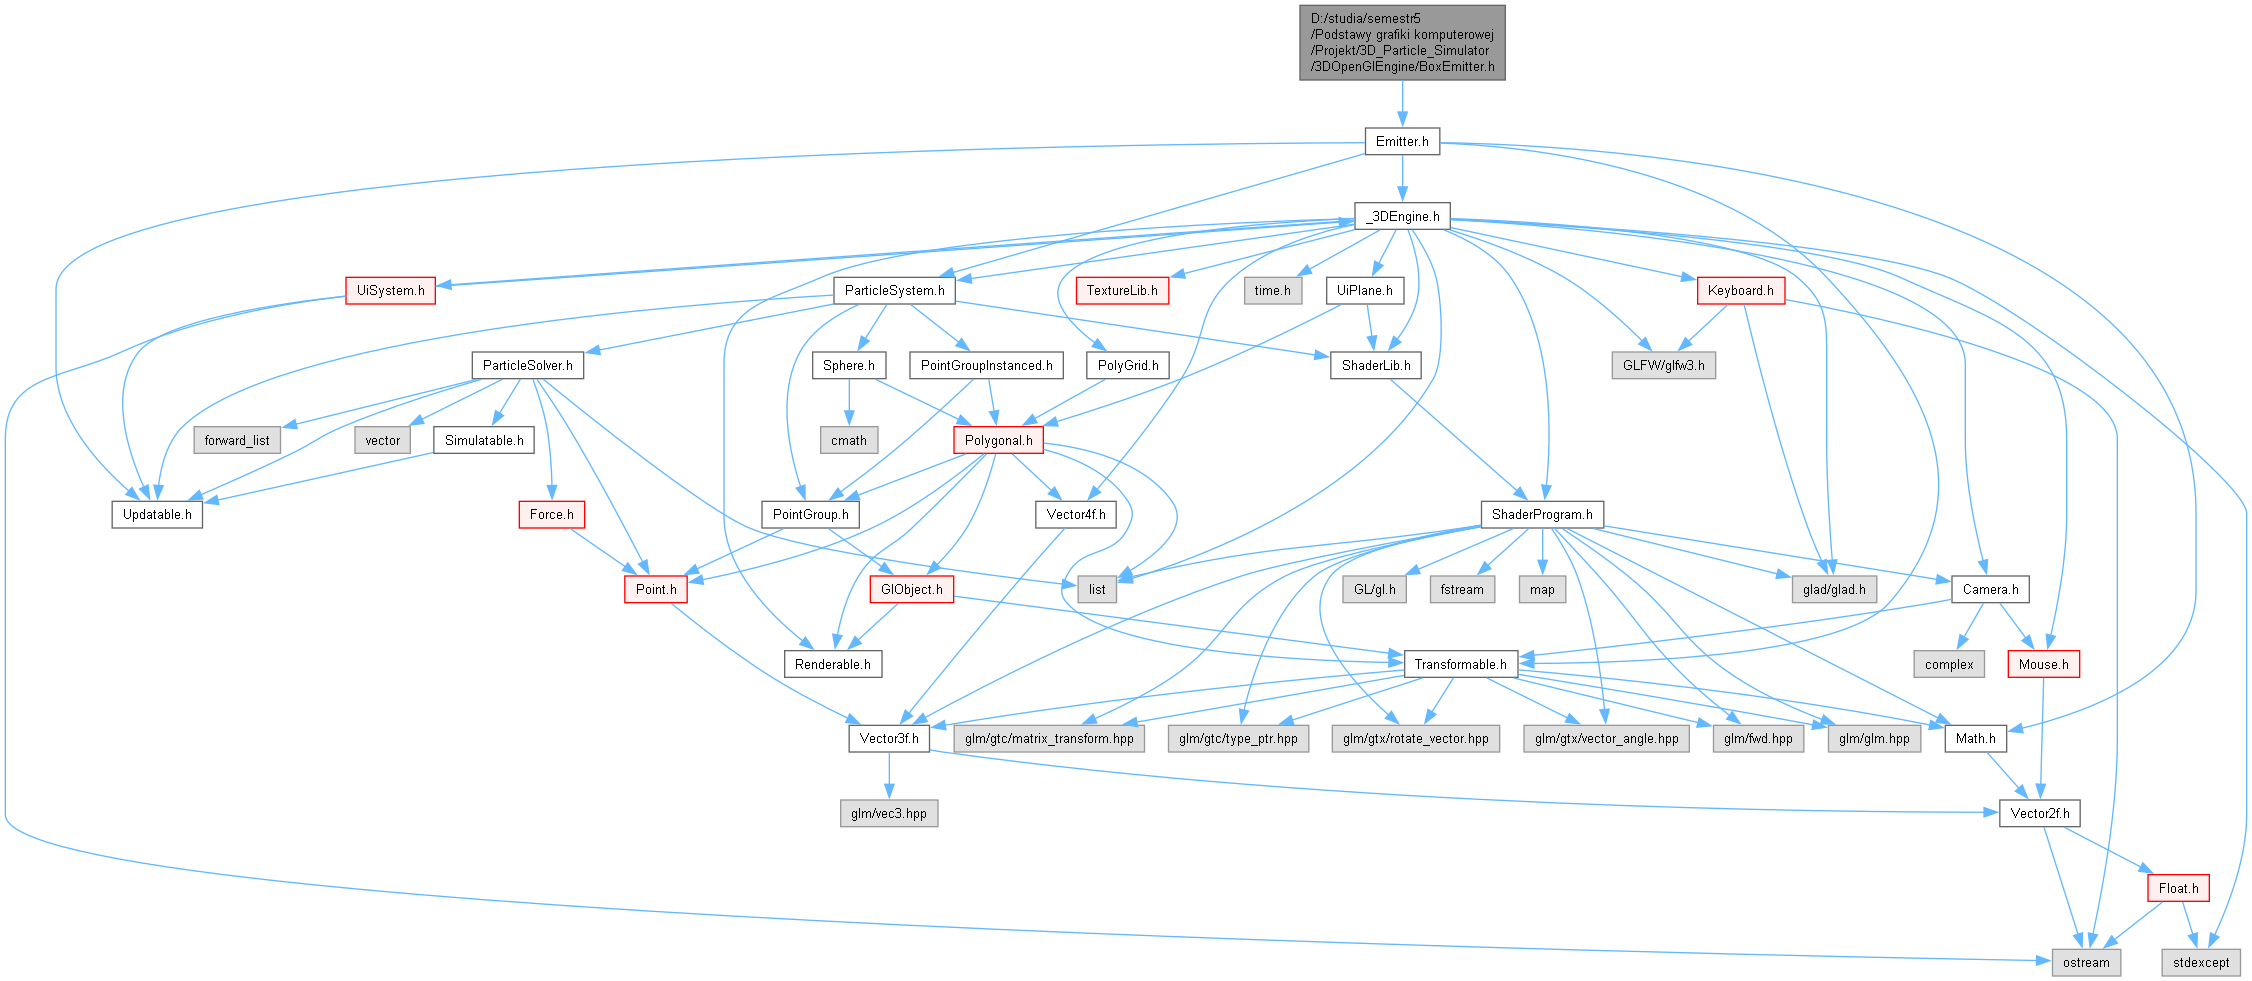 D:/studia/semestr5
/Podstawy grafiki komputerowej
/Projekt/3D_Particle_Simulator
/3DOpenGlEngine/BoxEmitter.h
Emitter.h
_3DEngine.h
UiSystem.h
ParticleSystem.h
TextureLib.h
time.h
UiPlane.h
Keyboard.h
ParticleSolver.h
Sphere.h
PointGroupInstanced.h
PolyGrid.h
ShaderLib.h
GLFW/glfw3.h
forward_list
vector
Simulatable.h
cmath
Polygonal.h
Updatable.h
Force.h
PointGroup.h
Vector4f.h
ShaderProgram.h
Point.h
GlObject.h
list
GL/gl.h
fstream
map
glad/glad.h
Camera.h
Renderable.h
Transformable.h
complex
Mouse.h
Vector3f.h
glm/gtc/matrix_transform.hpp
glm/gtc/type_ptr.hpp
glm/gtx/rotate_vector.hpp
glm/gtx/vector_angle.hpp
glm/fwd.hpp
glm/glm.hpp
Math.h
glm/vec3.hpp
Vector2f.h
Float.h
ostream
stdexcept